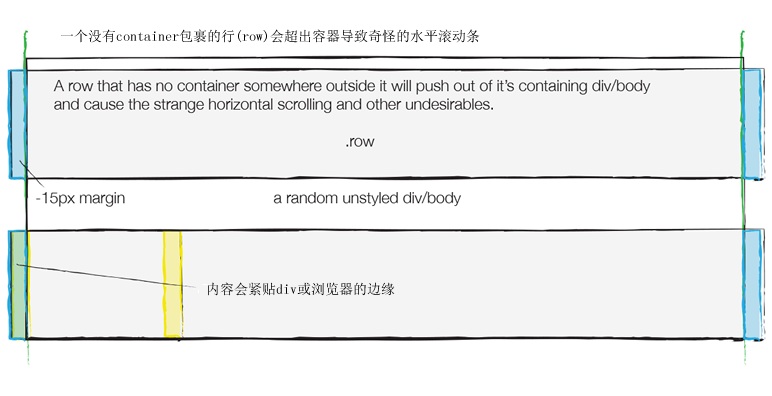 一个没有container包裹的行(row)会超出容器导致奇怪的水平滚动条
A row that has no container somewhere outside it will push out of it's containing div/body
and cause the strange horizontal scrolling and other undesirables.
.row
-15px margin
a random unstyled div/body
内容会紧贴div或浏览器的边缘